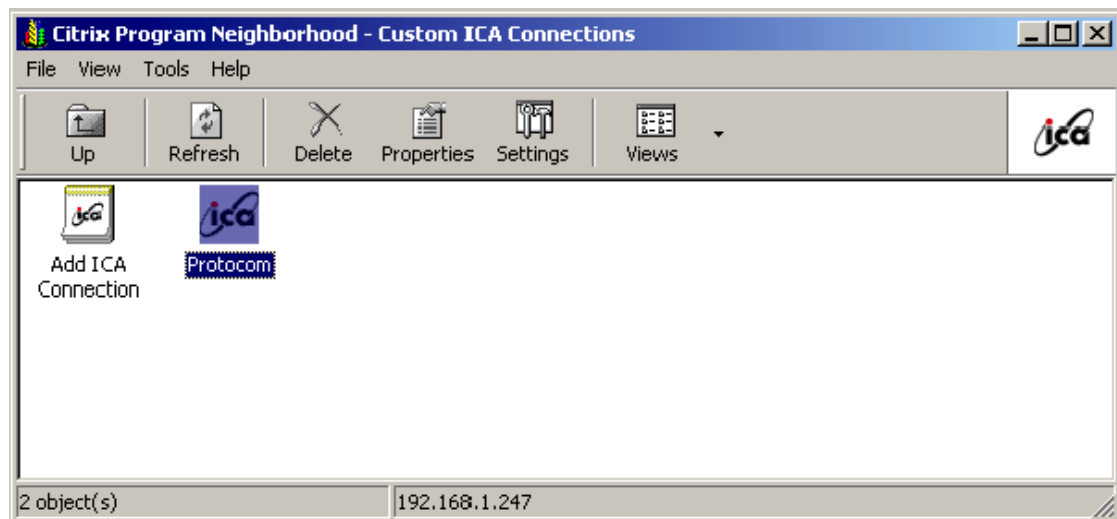 Citrix Program Neighborhood - Custom ICA Connections
File View Tools Help
Up Refresh Delete Properties Settings Views
ica
ica ica
Add ICA Connection
Protocom
2 object(s) 192.168.1.247